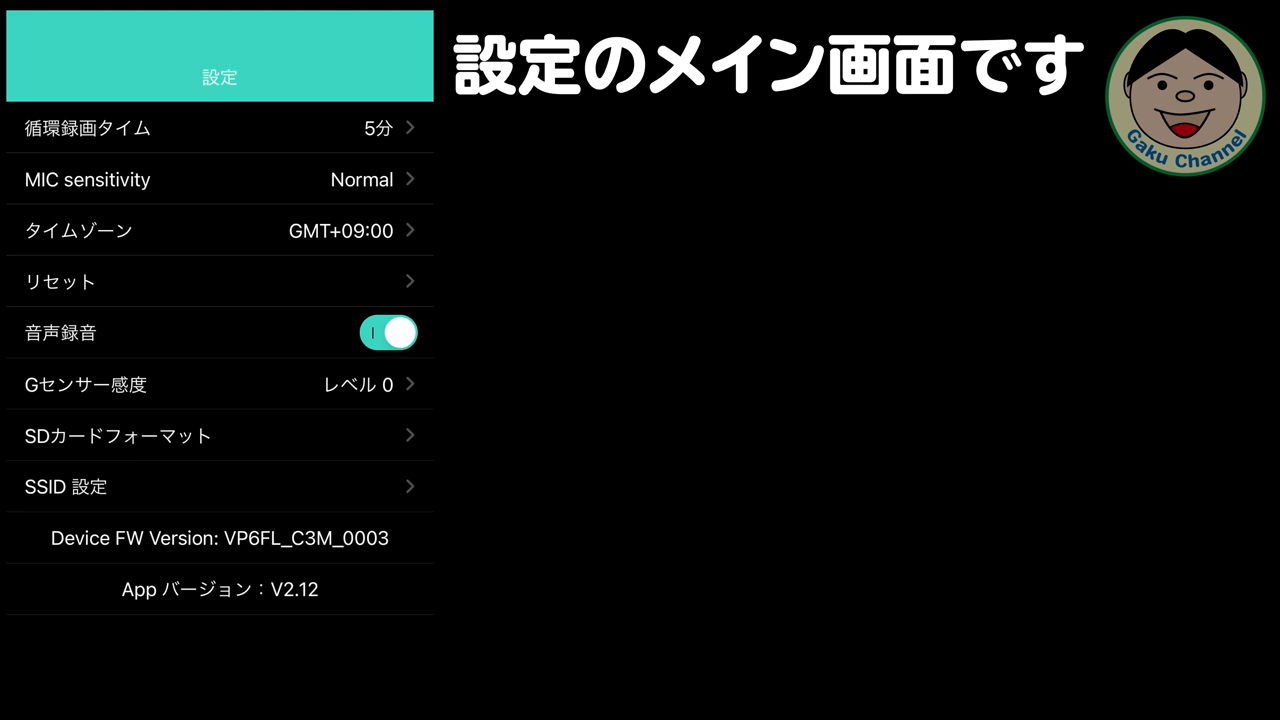 設定
設定のメイン画面です
Gaku Channel
循環録画タイム 5分
MIC sensitivity Normal
タイムゾーン GMT+09:00
リセット
音声録音
Gセンサー感度 レベル 0
SDカードフォーマット
SSID 設定
Device FW Version: VP6FL_C3M_0003
App バージョン：V2.12